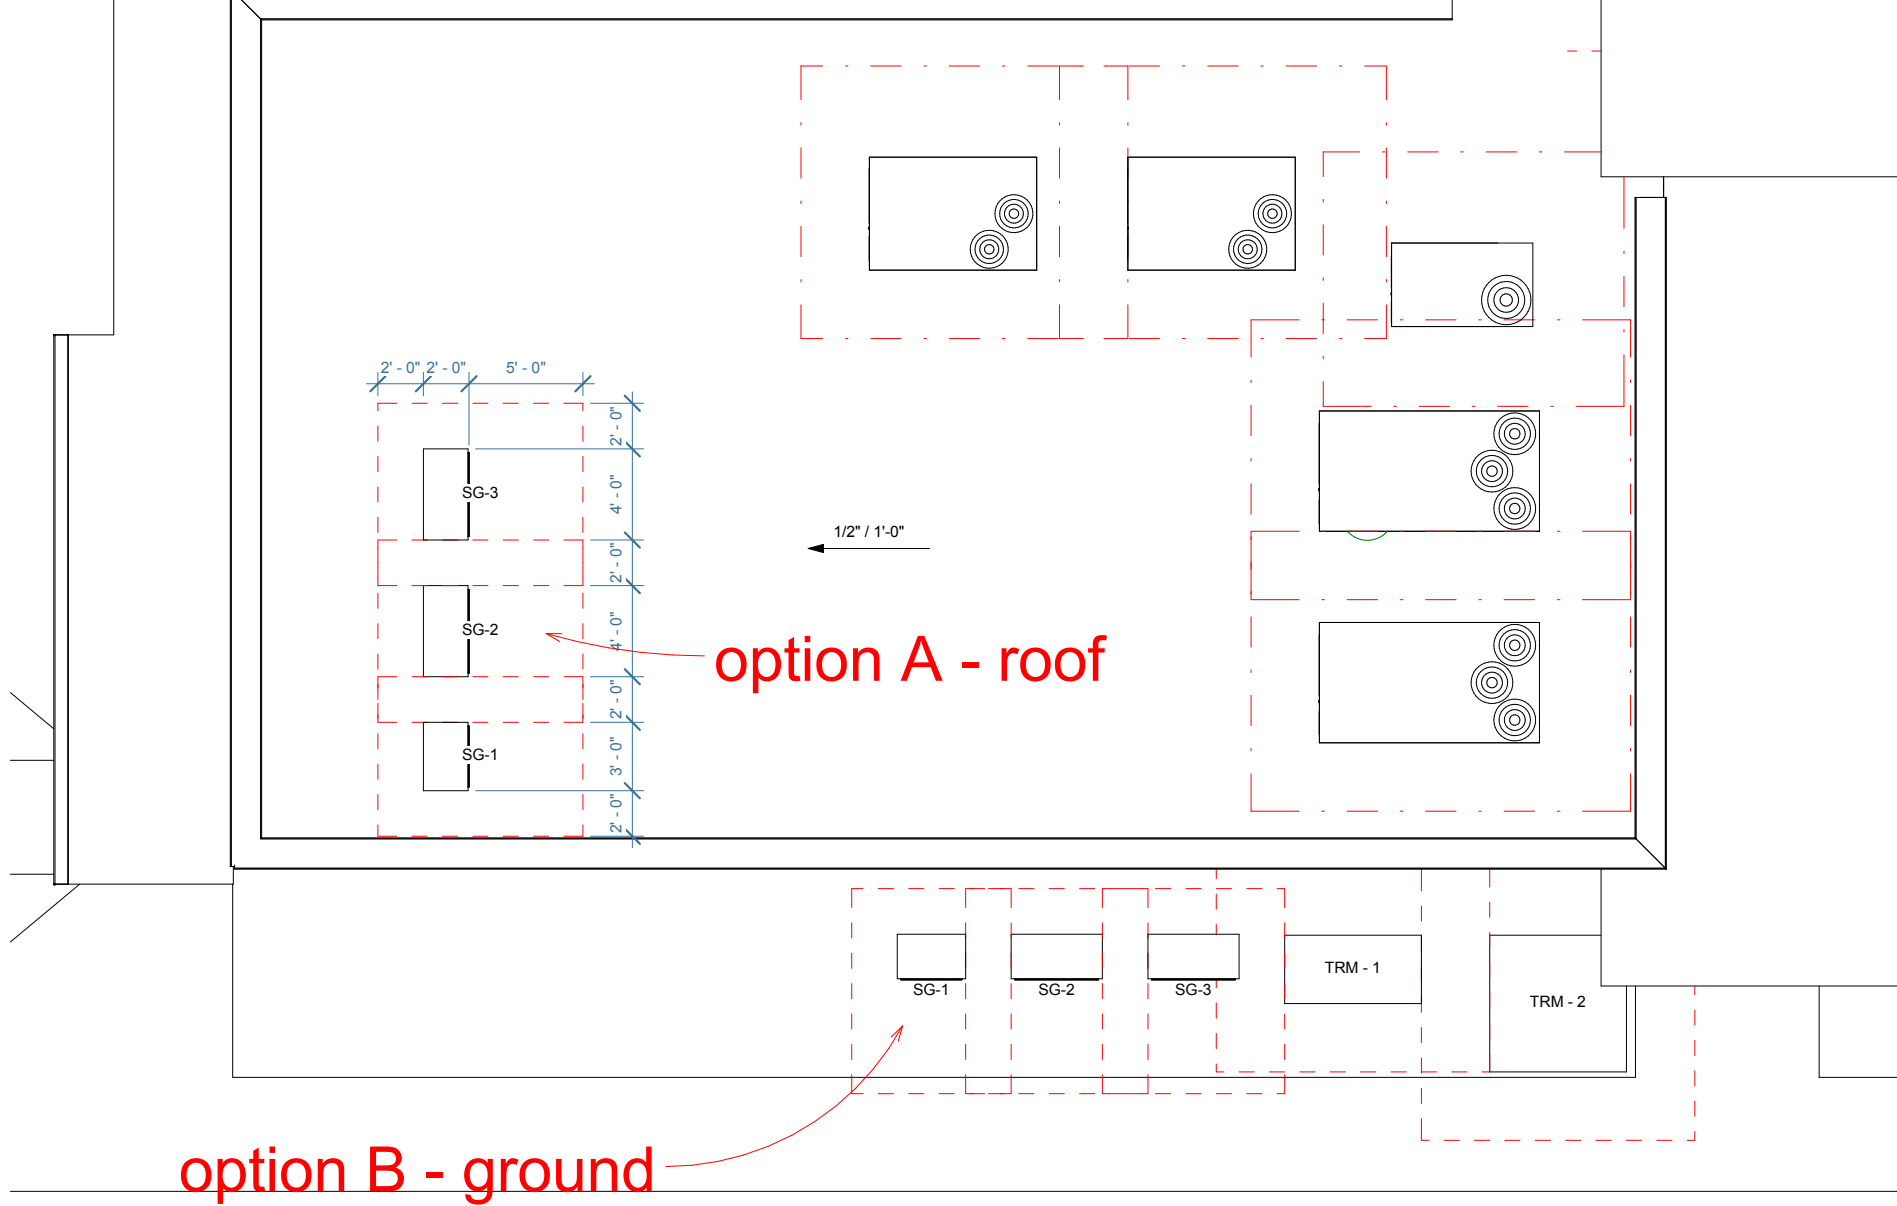 2' - 0" 2' - 0" 5' - 0"
2' - 0"
4' - 0"
SG-3
1/2" / 1'-0"
2' - 0"
SG-2
4' - 0"
option A - roof
2' - 0"
SG-1
3' - 0"
2' - 0"
TRM - 1
SG-1 SG-2 SG-3
TRM - 2
option B - ground